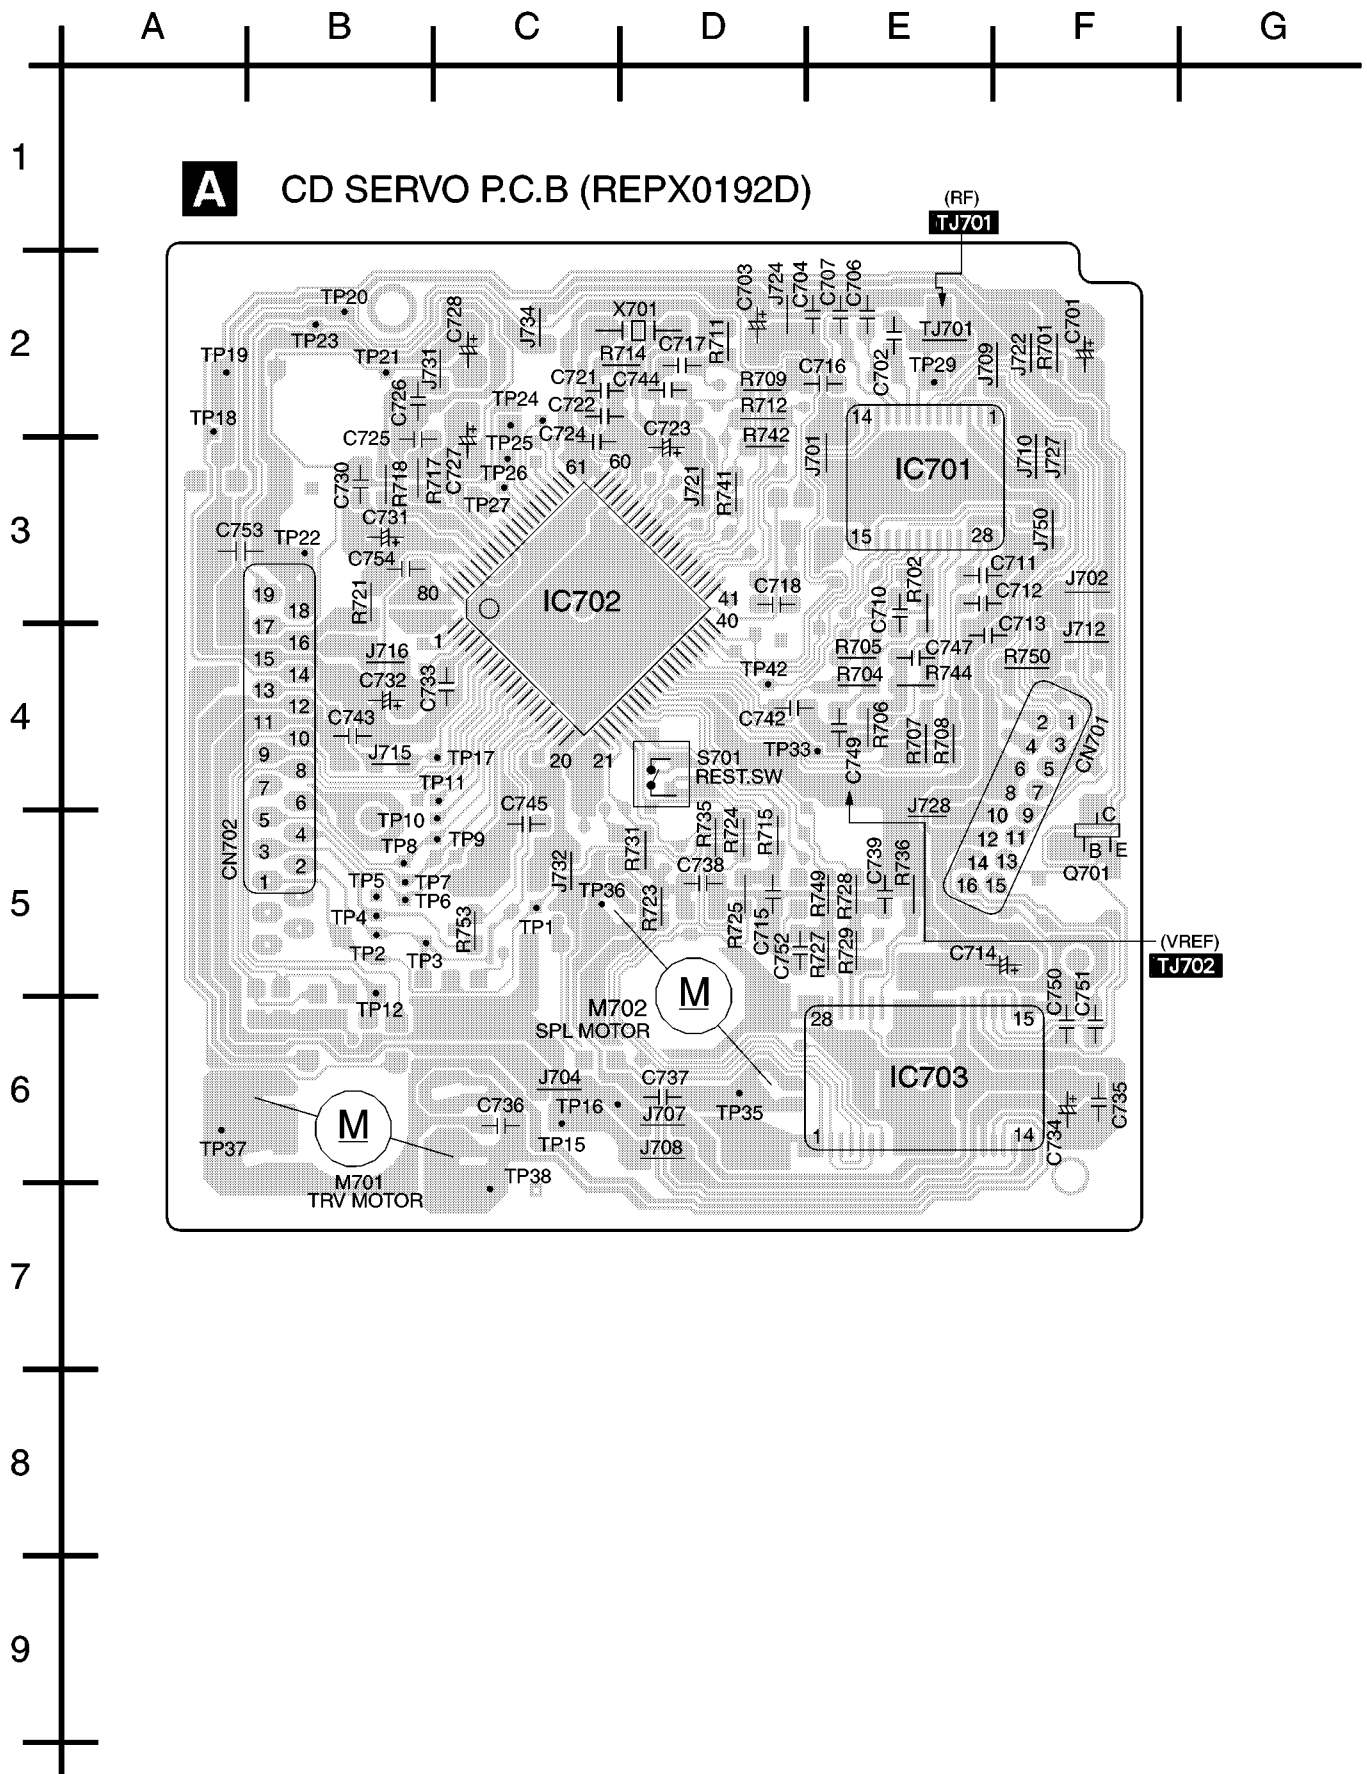 A B C D E F G
1
A CD SERVO P.C.B (REPX0192D)
(RF)
TJ701
2
TP20
TP23
TP19
TP21
J731
C728
J734
X701
R714
C717
R711
C703
J724
C704
C707
C706
C702
TJ701
TP29
J709
J722
R701
C701
C726
C721
C744
R709
C716
TP18
TP24
C722
R712
14
1
C725
C727
TP25
C724
C723
R742
J701
IC701
J710
J727
C730
R718
R717
TP26
61
60
TP27
J721
R741
3
C753
TP22
C731
15
28
J750
C754
C711
19
18
R721
80
IC702
41
40
C718
C710
R702
C712
J702
17
16
1
C713
J712
15
14
J716
R705
C747
R750
13
12
C732
C733
TP42
R704
R744
4
11
10
C743
C742
C749
R706
R707
R708
2
1
CN701
9
8
J715
TP17
20
21
S701
REST.SW
TP33
4
3
7
6
TP11
6
5
8
7
5
4
CN702
TP10
C745
R735
R724
R715
J728
10
9
C
3
2
TP9
R731
12
11
B
E
TP8
J732
C738
C739
R736
14
13
Q701
1
TP5
TP7
TP36
16
15
5
TP6
R723
R725
C715
R749
R728
TP4
R753
TP1
TP2
TP3
C752
R727
R729
C714
(VREF)
TJ702
TP12
M
M702
SPL MOTOR
28
15
C750
C751
6
J704
C737
IC703
TP16
TP35
C736
J707
C734
C735
M
TP37
TP15
J708
1
14
M701
TRV MOTOR
TP38
7
8
9